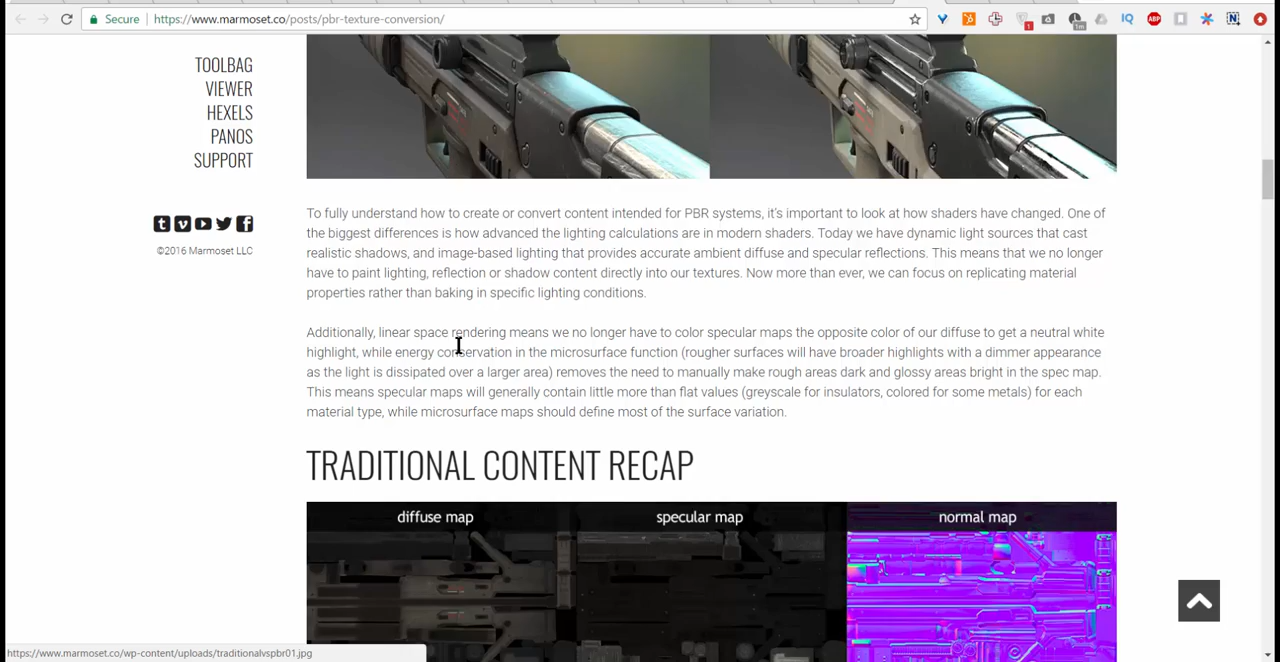 Secure
https://www.marmoset.co/posts/pbr-texture-conversion/
IQ
ABP
N
1
1m
TOOLBAG
VIEWER
HEXELS
PANOS
SUPPORT
©2016 Marmoset LLC
To fully understand how to create or convert content intended for PBR systems, it's important to look at how shaders have changed. One of
the biggest differences is how advanced the lighting calculations are in modern shaders. Today we have dynamic light sources that cast
realistic shadows, and image-based lighting that provides accurate ambient diffuse and specular reflections. This means that we no longer
have to paint lighting, reflection or shadow content directly into our textures. Now more than ever, we can focus on replicating material
properties rather than baking in specific lighting conditions.
Additionally, linear space rendering means we no longer have to color specular maps the opposite color of our diffuse to get a neutral white
highlight, while energy conservation in the microsurface function (rougher surfaces will have broader highlights with a dimmer appearance
as the light is dissipated over a larger area) removes the need to manually make rough areas dark and glossy areas bright in the spec map.
This means specular maps will generally contain little more than flat values (greyscale for insulators, colored for some metals) for each
material type, while microsurface maps should define most of the surface variation.
TRADITIONAL CONTENT RECAP
diffuse map
specular map
normal map
https://www.marmoset.co/wp-content/uploads/traditionalvspbr01.jpg